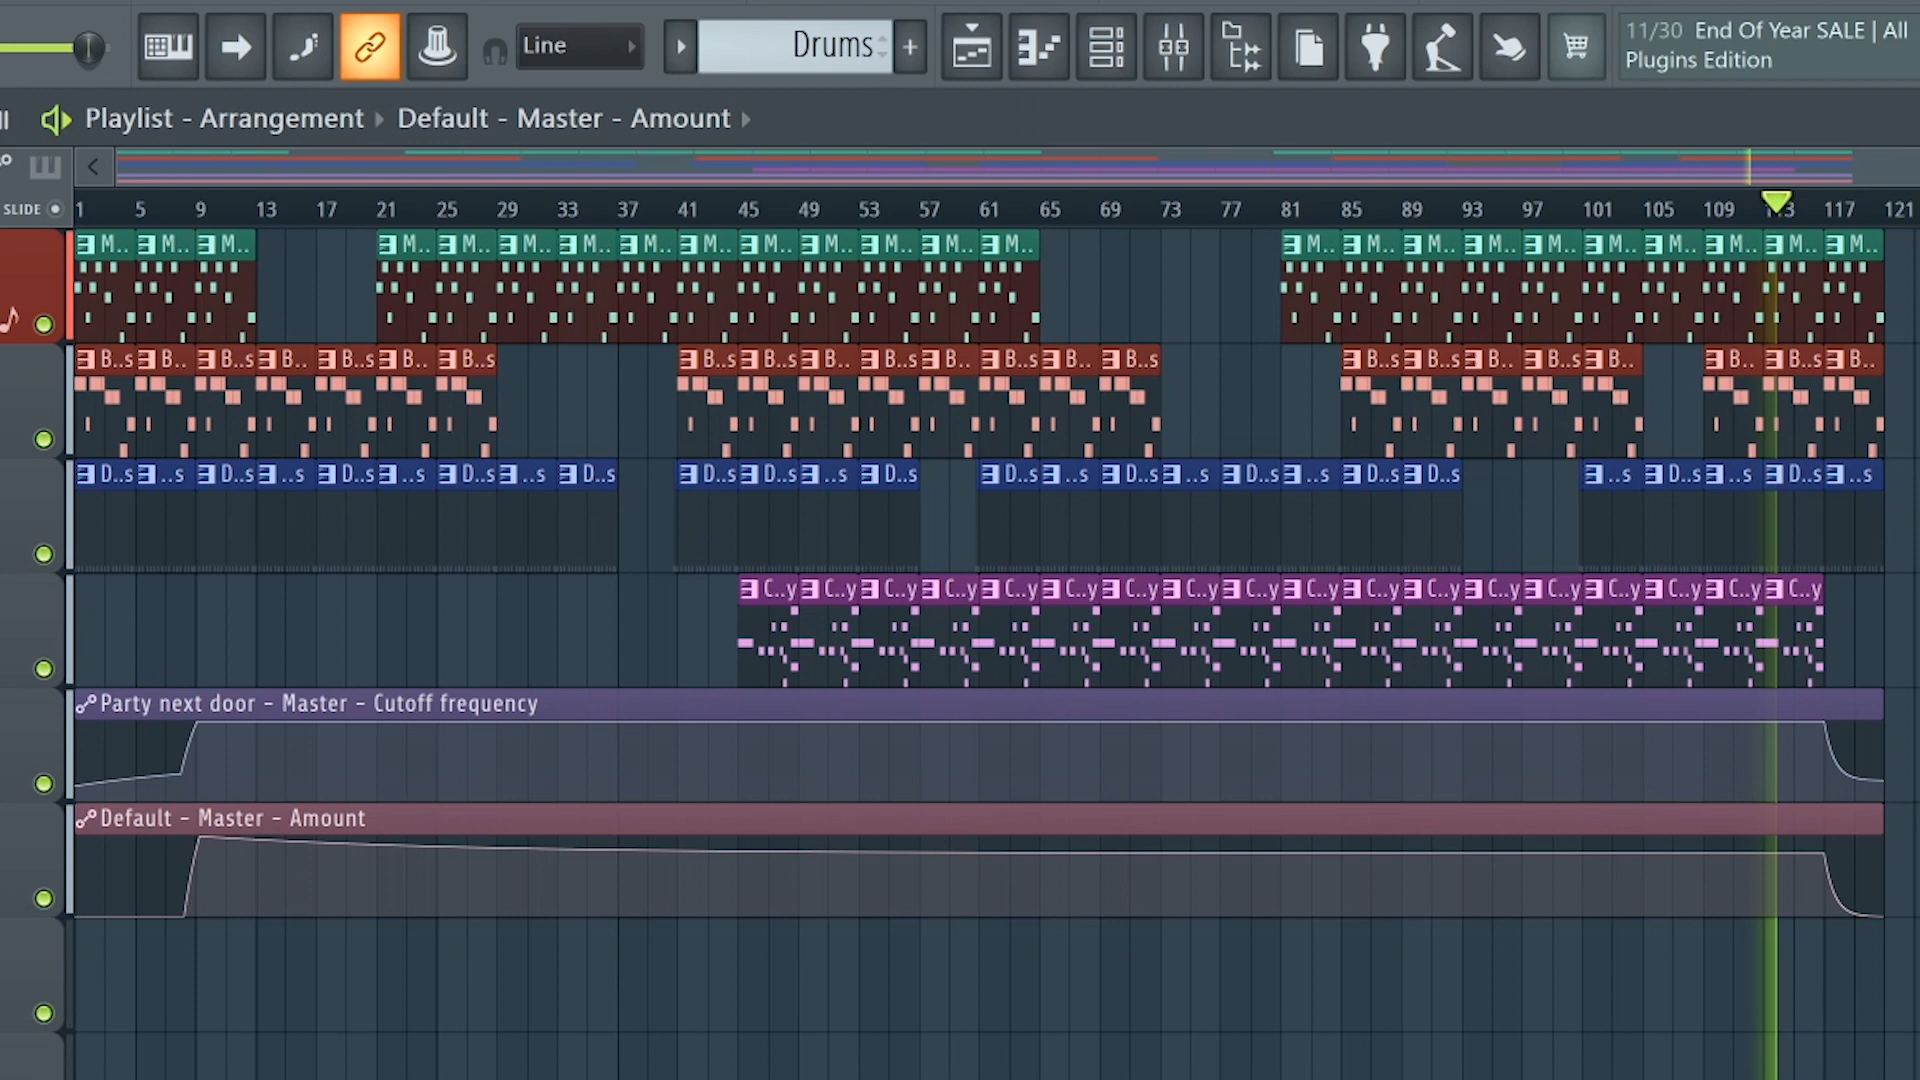 Line
Drums
11/30 End Of Year SALE | All
Plugins Edition
Playlist - Arrangement Default - Master - Amount
SLIDE
1 5 9 13 17 21 25 29 33 37 41 45 49 53 57 61 65 69 73 77 81 85 89 93 97 101 105 109 117 121
M.. M.. M.. M.. M.. M.. M.. M.. M.. M.. M.. M.. M.. M.. M.. M.. M.. M.. M.. M.. M.. M.. M.. M..
B..s B.. B..s B.. B..s B.. B..s B..s B..s B.. B..s B.. B..s B.. B..s B..s B..s B.. B..s B.. B.. B..s B..
D..s ..s D..s ..s D..s ..s D..s ..s D..s D..s D..s ..s D..s D..s ..s D..s ..s D..s ..s D..s D..s ..s D..s ..s D..s ..s
C..y C..y C..y C..y C..y C..y C..y C..y C..y C..y C..y C..y C..y C..y C..y C..y C..y C..y
Party next door - Master - Cutoff frequency
Default - Master - Amount